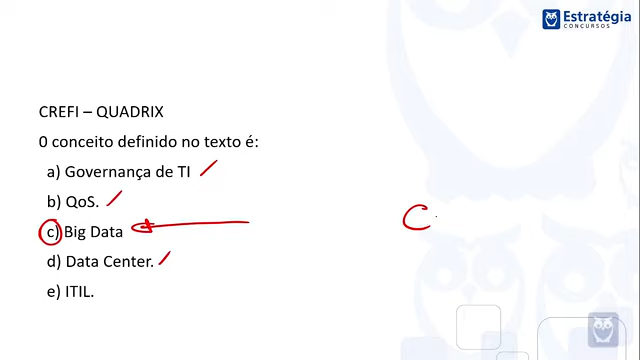 Estratégia
CONCURSOS
CREFI – QUADRIX
0 conceito definido no texto é:
a) Governança de TI
b) QoS.
c) Big Data
C
d) Data Center.
e) ITIL.